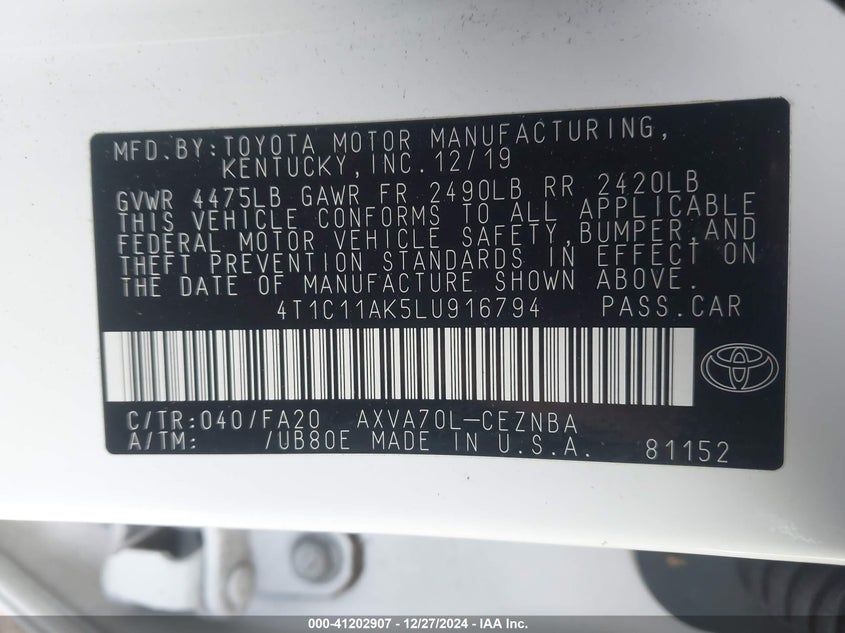 MFD.BY:TOYOTA MOTOR MANUFACTURING,
KENTUCKY,INC.12/19
GVWR 4475LB GAWR FR 2490LB RR 2420LB
THIS VEHICLE CONFORMS TO ALL APPLICABLE
FEDERAL MOTOR VEHICLE SAFETY,BUMPER,AND
THEFT PREVENTION STANDARDS IN EFFECT ON
THE DATE OF MANUFACTURE SHOWN ABOVE.
4T1C11AK5LU916794 PASS.CAR
C/TR:040/FA20 AXVA70L-CEZNBA
A/TM: /UB80E MADE IN U.S.A. 81152
000-41202907 - 12/27/2024 - IAA Inc.